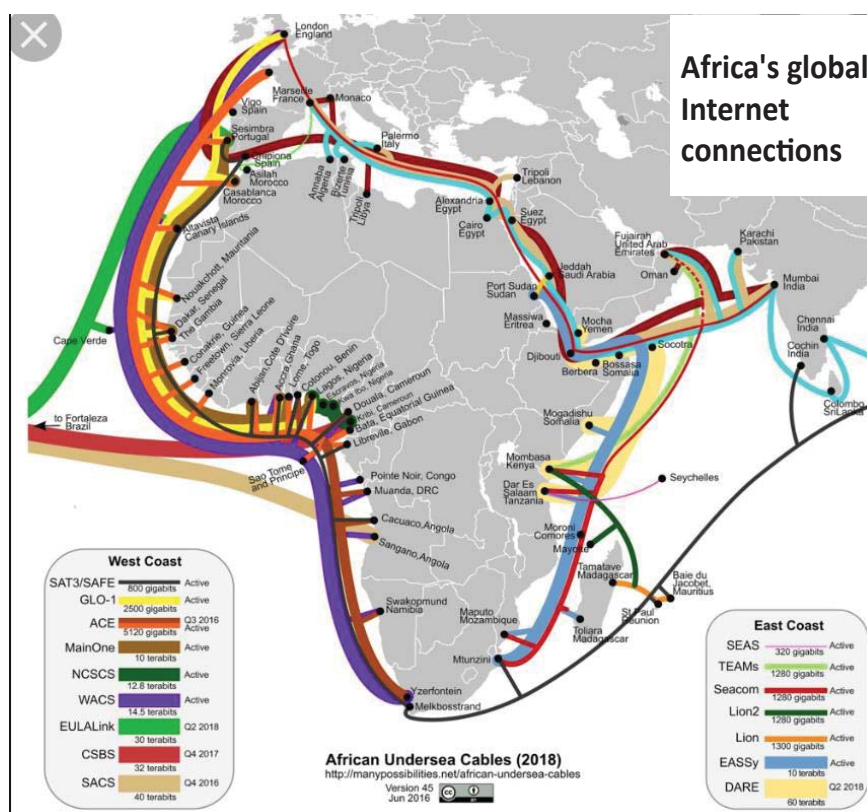 Africa's global
Internet
connections
London
England
Marseille
France
Monaco
Vigo
Spain
Sesimbra
Portugal
Chipiona
Spain
Asilah
Morocco
Casablanca
Morocco
Annaba
Algeria
Bizerte
Tunisia
Tripoli
Libya
Palermo
Italy
Tripoli
Lebanon
Alexandria
Egypt
Cairo
Egypt
Suez
Egypt
Altavista
Canary Islands
Jeddah
Saudi Arabia
Port Sudan
Sudan
Massiwa
Eritrea
Mocha
Yemen
Djibouti
Berbera
Bossasa
Somalia
Socotra
Fujairah
United Arab
Emirates
Oman
Karachi
Pakistan
Mumbai
India
Chennai
India
Cochin
India
Colombo
Sri Lanka
Nouakchott, Mauritania
Dakar, Senegal
The Gambia
Cape Verde
Conakrie, Guinea
Freetown, Sierra Leone
Monrovia, Liberia
Abijan, Cote D'Ivoire
Accra, Ghana
Lome, Togo
Cotonou, Benin
Lagos, Nigeria
Escravos, Nigeria
Kwa Ibo, Nigeria
Douala, Cameroun
Kribi, Cameroun
Bata, Equatorial Guinea
Libreville, Gabon
to Fortaleza
Brazil
Sao Tome
and Principe
Pointe Noir, Congo
Muanda, DRC
Cacuaco, Angola
Sangano, Angola
Swakopmund
Namibia
Yzerfontein
Melkbosstrand
Mogadishu
Somalia
Mombasa
Kenya
Dar Es
Salaam
Tanzania
Seychelles
Moroni
Comores
Mayotte
Tamatave
Madagascar
Baie du
Jacobet,
Mauritius
St Paul
Reunion
Toliara
Madagascar
Maputo
Mozambique
Mtunzini
West Coast
SAT3/SAFE Active
800 gigabits
GLO-1 Active
2500 gigabits
ACE Q3 2016
Active
5120 gigabits
MainOne Active
10 terabits
NCSCS Active
12.8 terabits
WACS Active
14.5 terabits
EULALink Q2 2018
30 terabits
CSBS Q4 2017
32 terabits
SACS Q4 2016
40 terabits
East Coast
SEAS Active
320 gigabits
TEAMs Active
1280 gigabits
Seacom Active
1280 gigabits
Lion2 Active
1280 gigabits
Lion Active
1300 gigabits
EASSy Active
10 terabits
DARE Q2 2018
60 terabits
African Undersea Cables (2018)
http://manypossibilities.net/african-undersea-cables
Version 45
Jun 2016
cc
BY